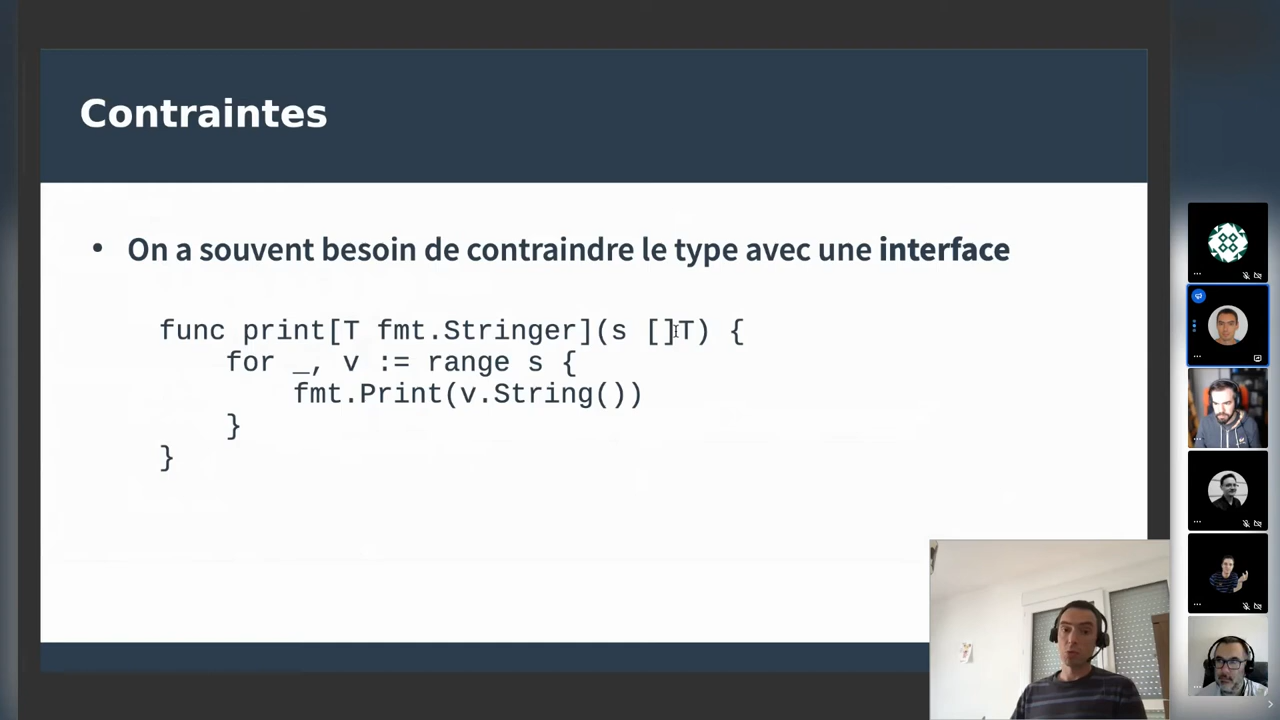 Contraintes
• On a souvent besoin de contraindre le type avec une interface
func print[T fmt.Stringer](s []T) {
for _, v := range s {
fmt.Print(v.String())
}
}